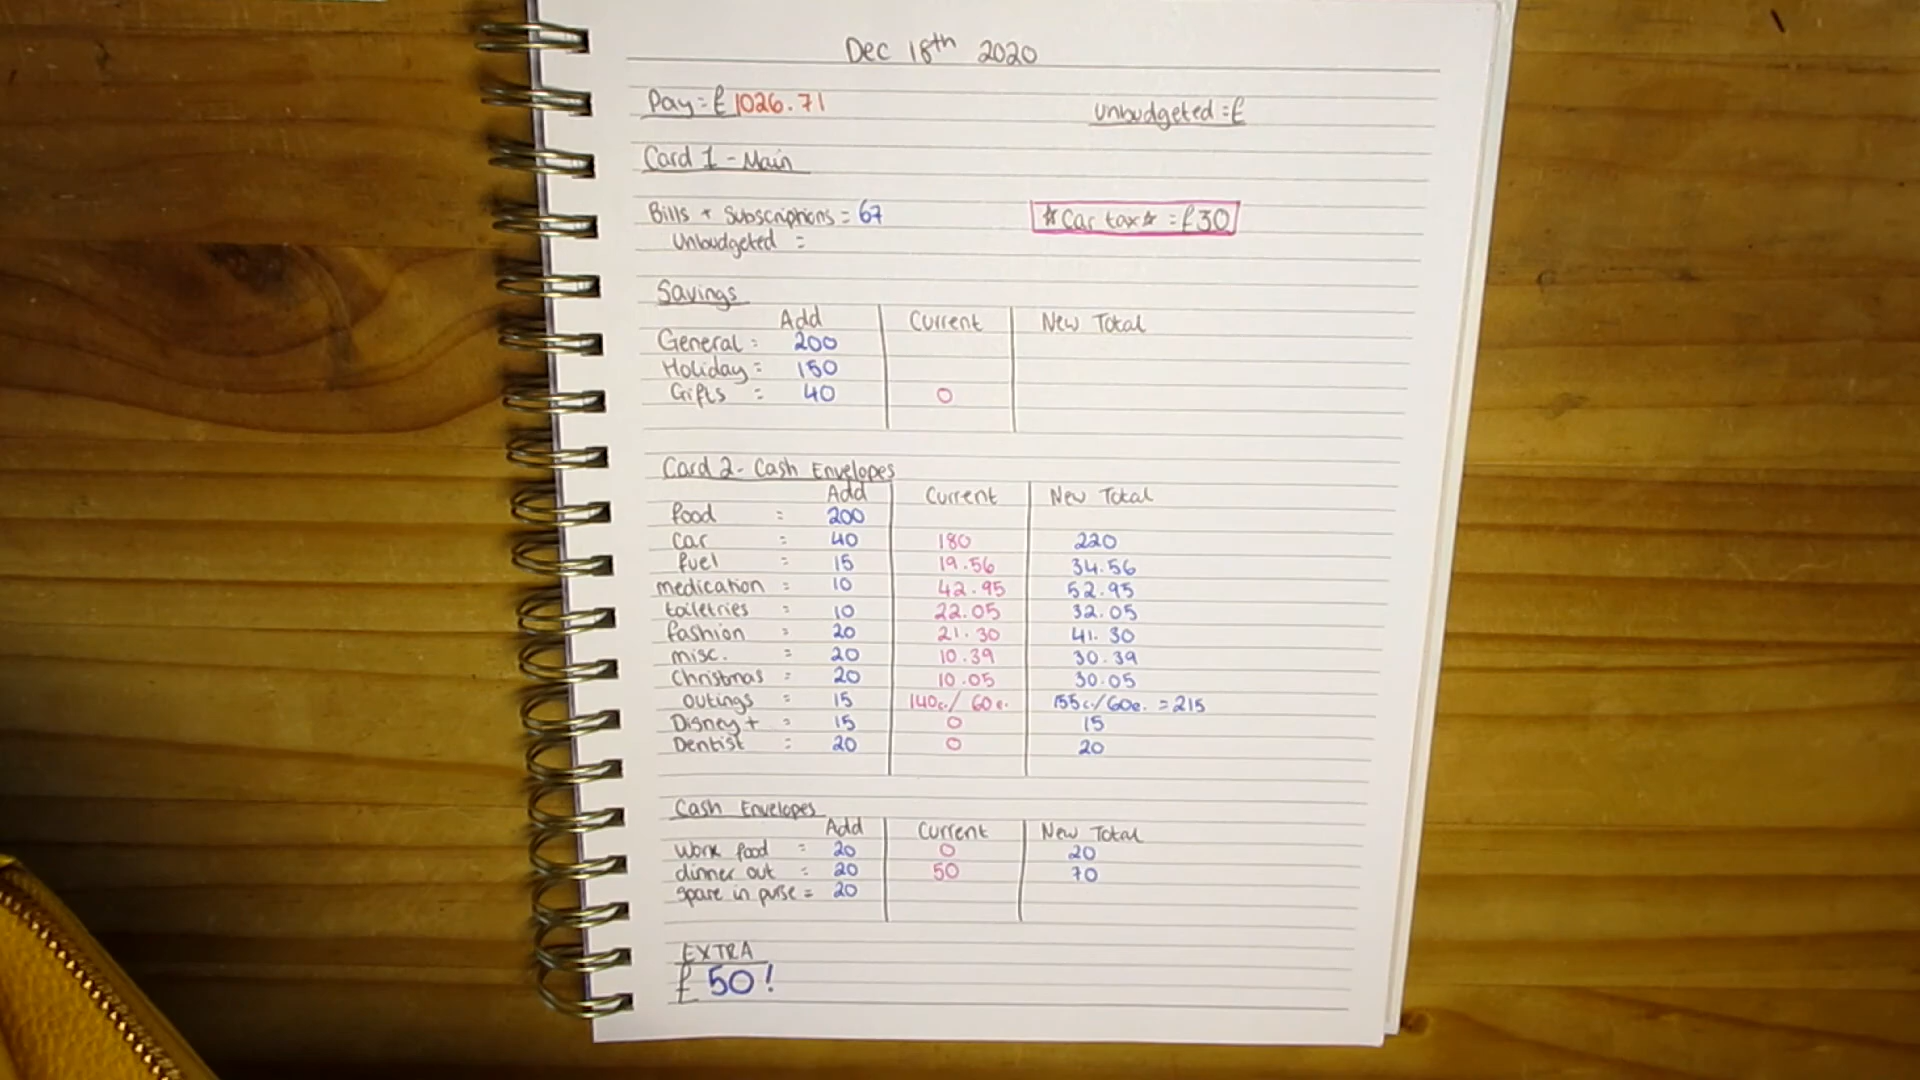 Dec 18th 2020
Pay = £1026.71
Unbudgeted = £
Card 1 - Main
Bills + Subscriptions = 67
*Car tax* = £30
Unbudgeted =
Savings
Add Current New Total
General = 200
Holiday = 150
Gifts = 40 0
Card 2 - Cash Envelopes
Add Current New Total
food = 200
car = 40 180 220
fuel = 15 19.56 34.56
medication = 10 42.95 52.95
toiletries = 10 22.05 32.05
fashion = 20 21.30 41.30
misc. = 20 10.39 30.39
Christmas = 20 10.05 30.05
outings = 15 140c./ 60e. 155c./60e. = 215
Disney + = 15 0 15
Dentist = 20 0 20
Cash Envelopes
Add Current New Total
Work food = 20 0 20
dinner out = 20 50 70
spare in purse = 20
EXTRA
£50!